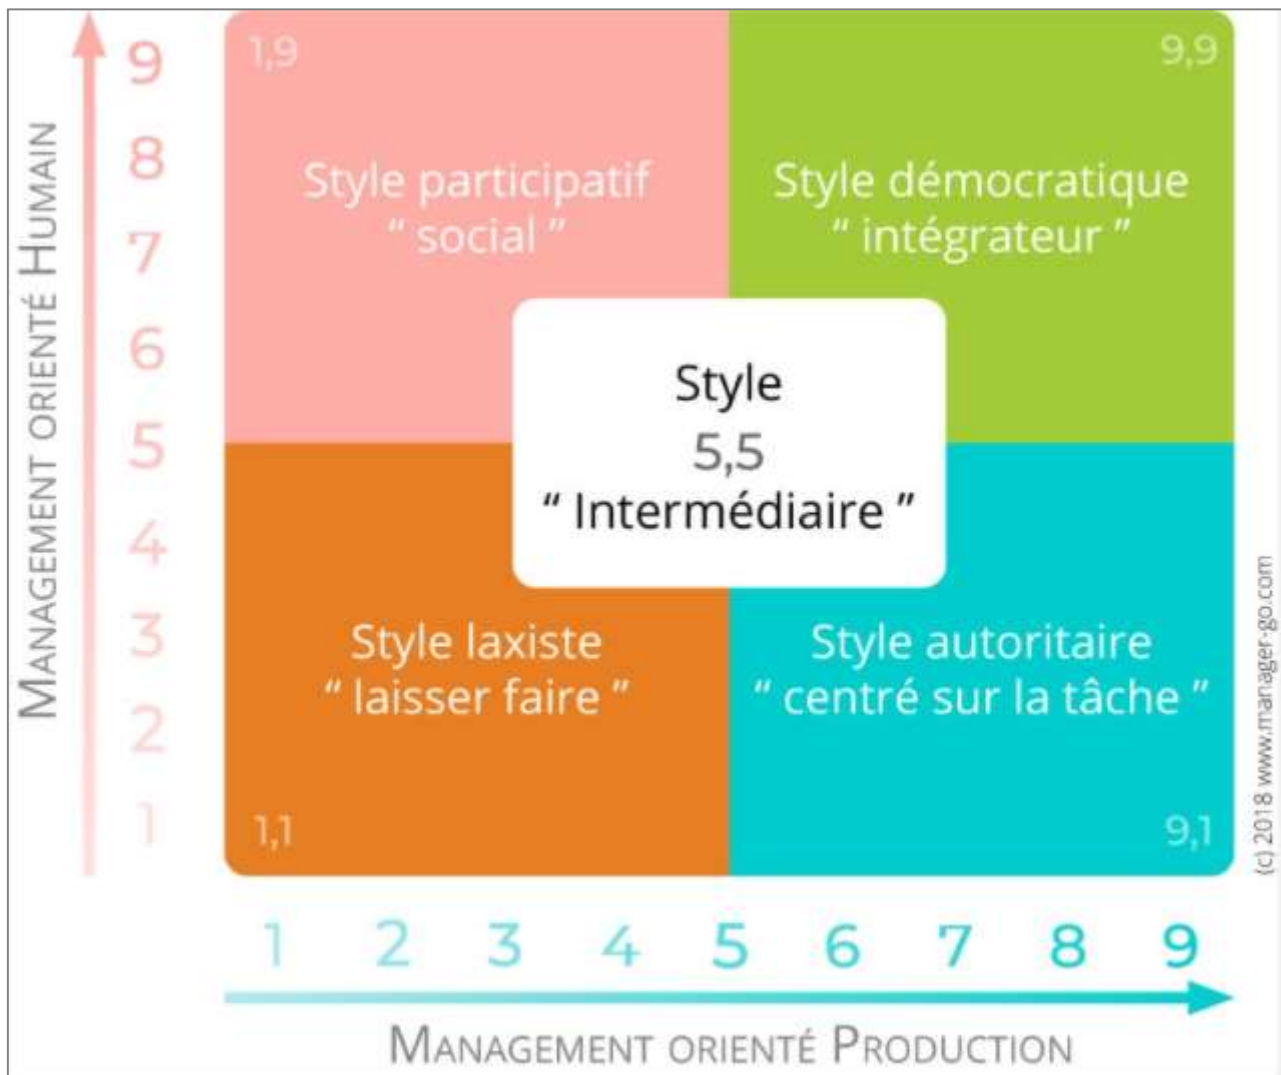 MANAGEMENT ORIENTÉ HUMAIN
9
8
7
6
5
4
3
2
1
1,9
Style participatif
“ social ”
9,9
Style démocratique
“ intégrateur ”
Style
5,5
“ Intermédiaire ”
Style laxiste
“ laisser faire ”
1,1
Style autoritaire
“ centré sur la tâche ”
9,1
1 2 3 4 5 6 7 8 9
MANAGEMENT ORIENTÉ PRODUCTION
(c) 2018 www.manager-go.com